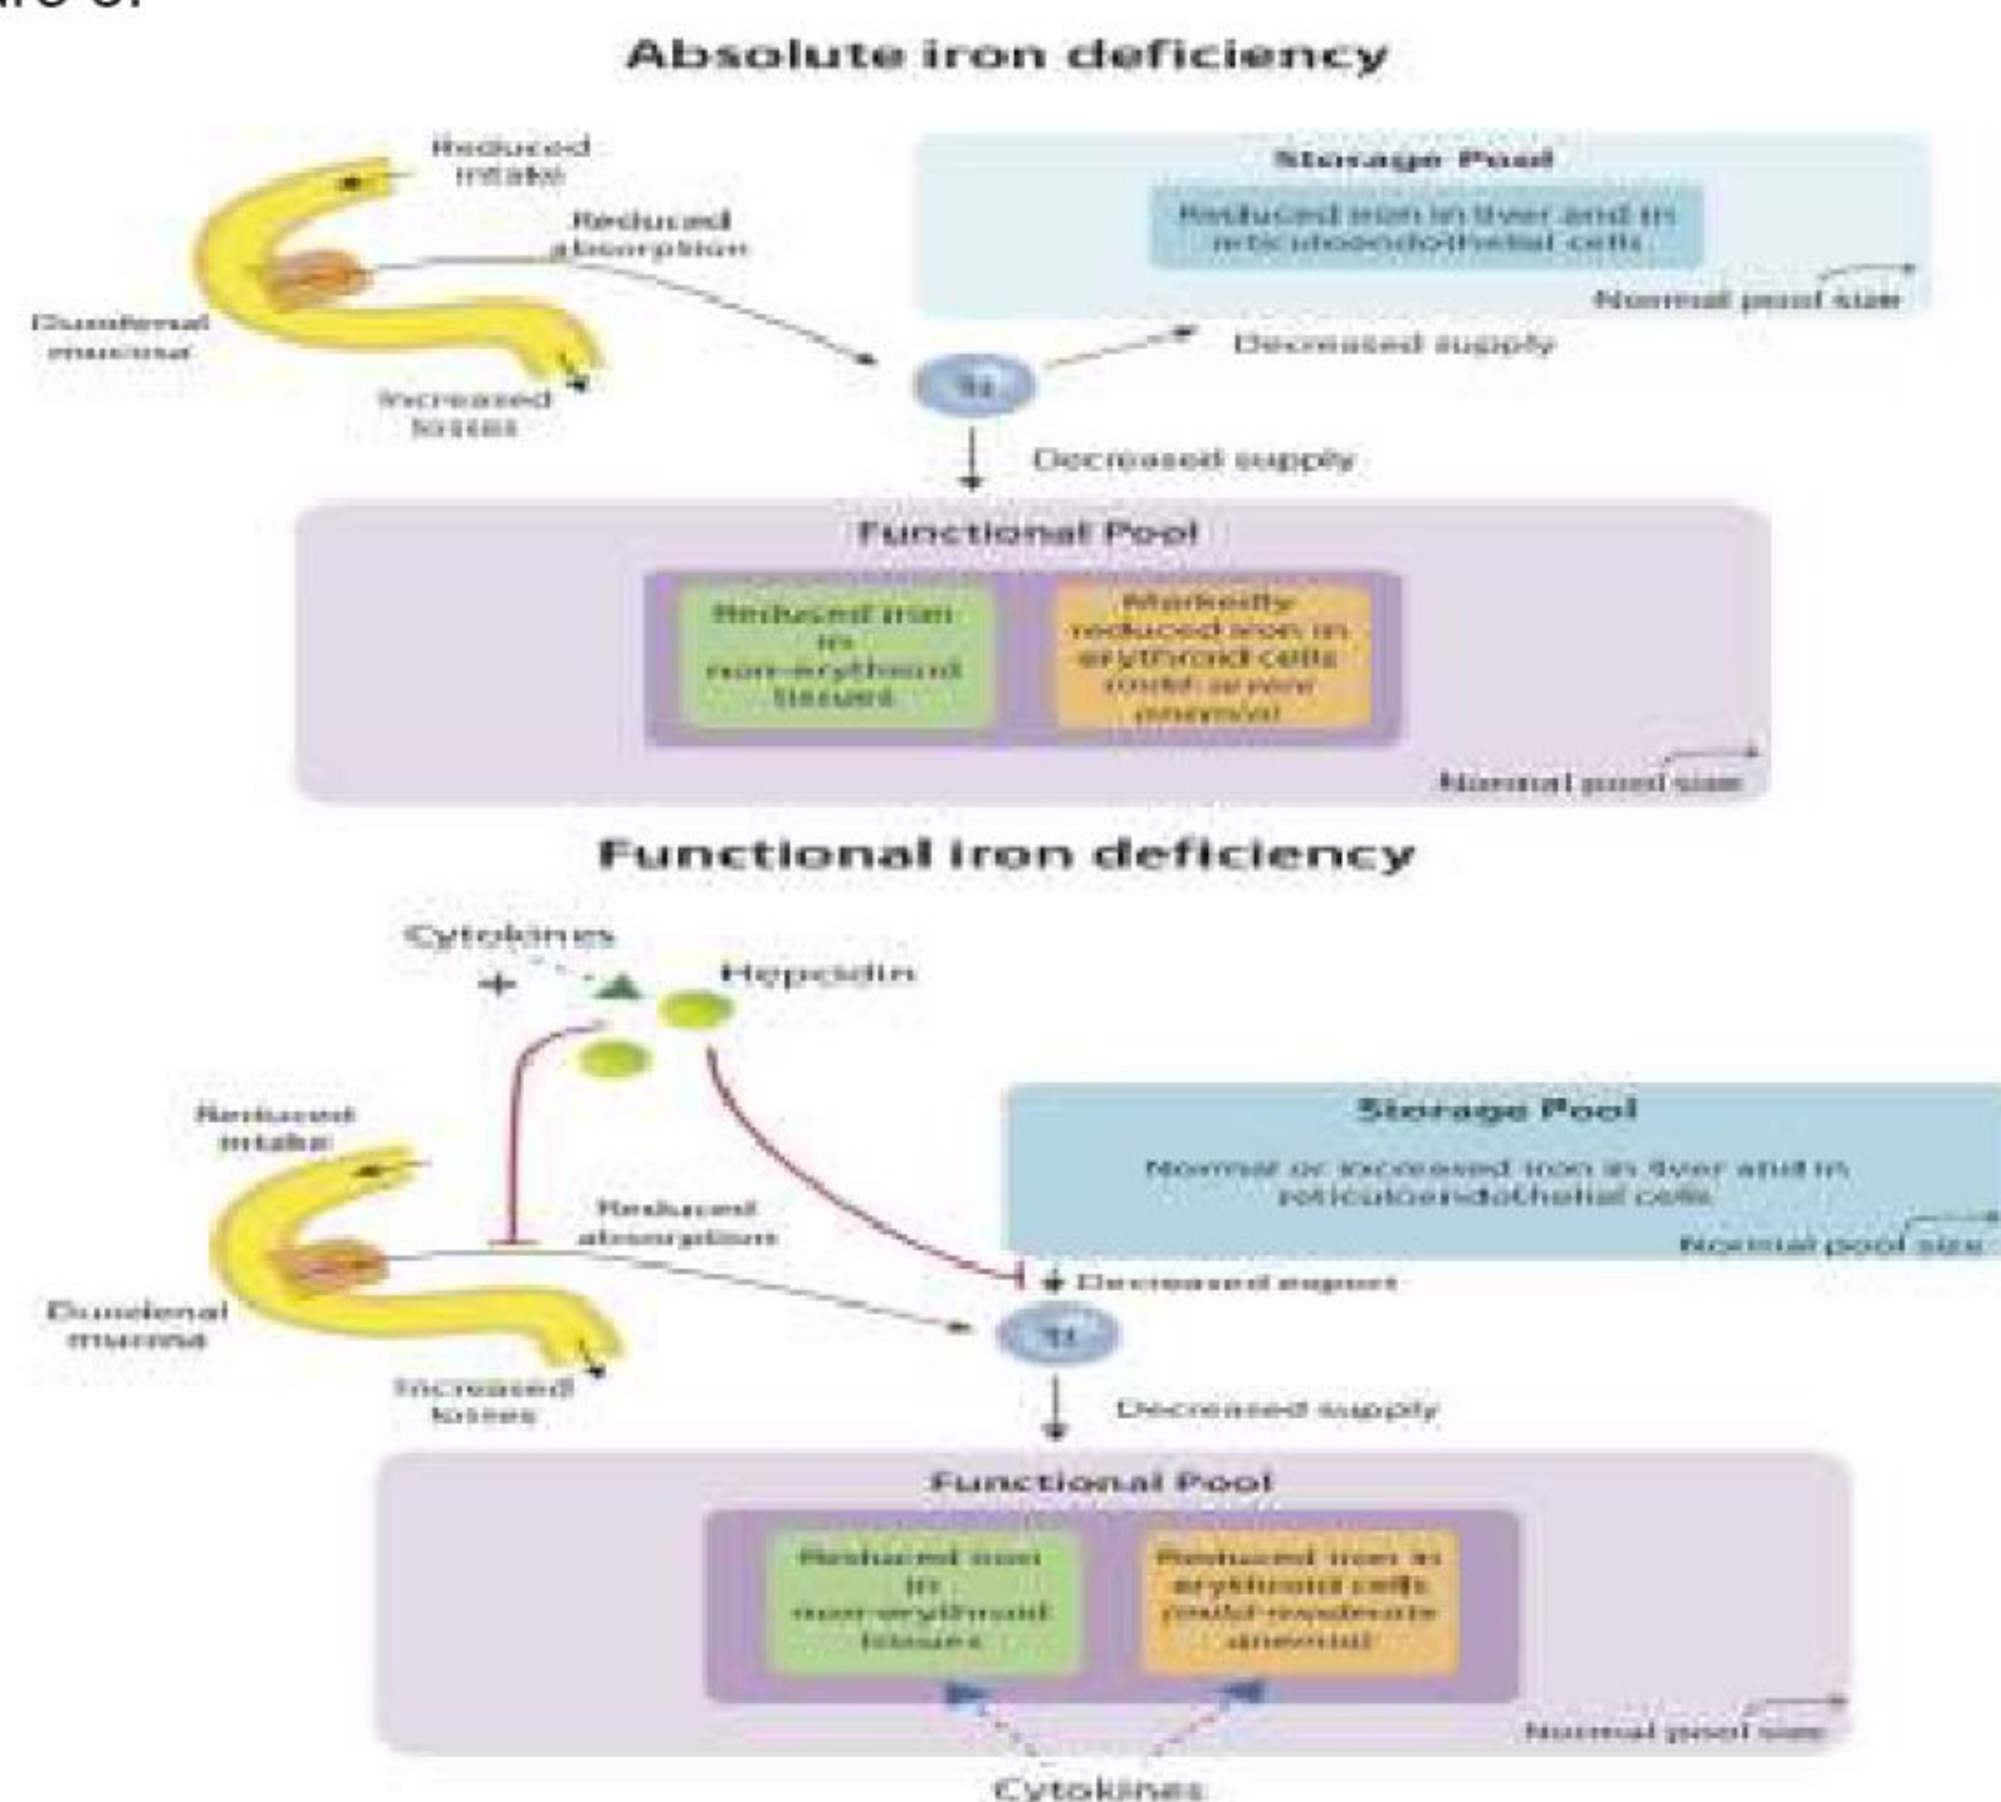 Absolute iron deficiency
Reduced
intake
Reduced
absorption
Duodenal
mucosa
Increased
losses
Storage Pool
Reduced iron in liver and in
reticuloendothelial cells
Normal pool size
Decreased supply
Decreased supply
Functional Pool
Reduced iron
in
non-erythroid
tissues
Markedly
reduced iron in
erythroid cells
anemia)
Normal pool size
Functional iron deficiency
Cytokines
+
Hepcidin
Reduced
intake
Reduced
absorption
Duodenal
mucosa
Increased
losses
Storage Pool
Normal or increased iron in liver and in
reticuloendothelial cells
Normal pool size
Decreased export
Decreased supply
Functional Pool
Reduced iron
in
non-erythroid
tissues
Reduced iron in
erythroid cells
(mild-moderate
anemia)
Normal pool size
Cytokines